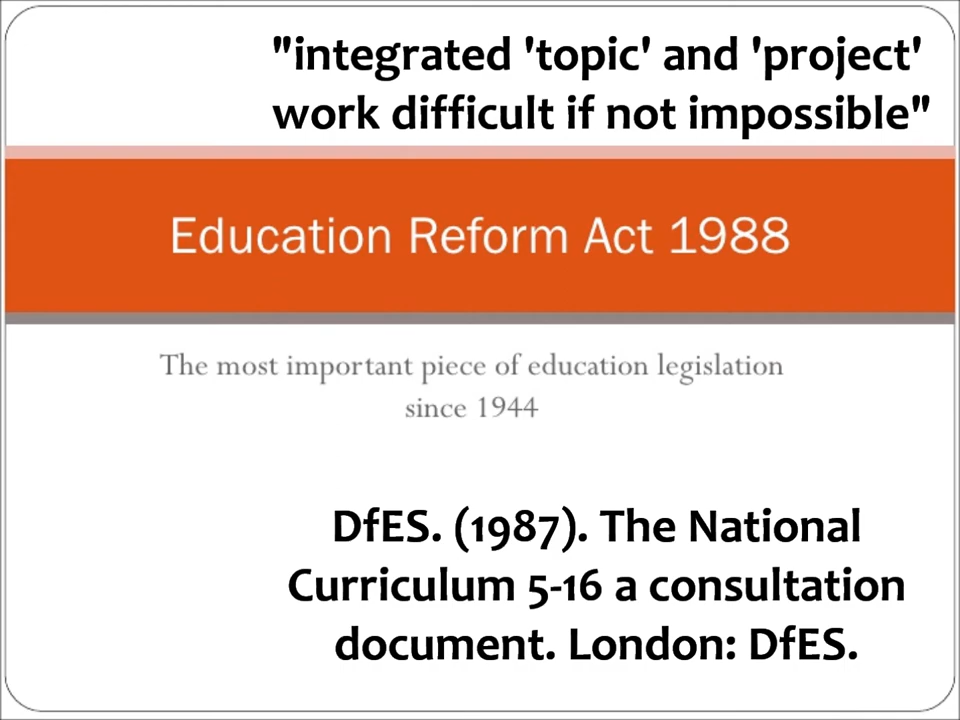 "integrated 'topic' and 'project'
work difficult if not impossible"
Education Reform Act 1988
The most important piece of education legislation
since 1944
DfES. (1987). The National
Curriculum 5-16 a consultation
document. London: DfES.